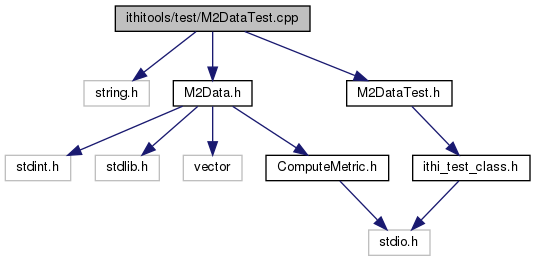 ithitools/test/M2DataTest.cpp
string.h
M2Data.h
M2DataTest.h
stdint.h
stdlib.h
vector
ComputeMetric.h
ithi_test_class.h
stdio.h